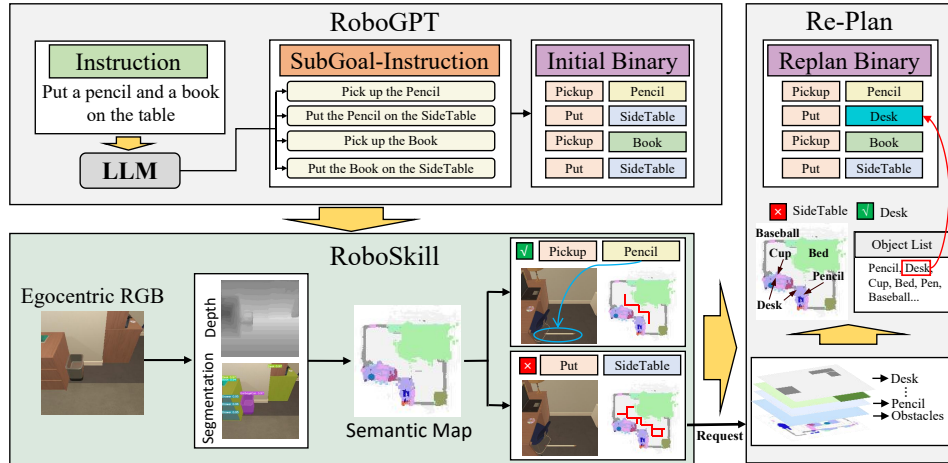 RoboGPT
Instruction
Put a pencil and a book
on the table
LLM
SubGoal-Instruction
Pick up the Pencil
Put the Pencil on the SideTable
Pick up the Book
Put the Book on the SideTable
Initial Binary
Pickup Pencil
Put SideTable
Pickup Book
Put SideTable
Re-Plan
Replan Binary
Pickup Pencil
Put Desk
Pickup Book
Put SideTable
× SideTable √ Desk
Baseball
Cup
Bed
Pencil
Desk
Object List
Pencil, Desk,
Cup, Bed, Pen,
Baseball...
Desk
⋮
Pencil
Obstacles
RoboSkill
Egocentric RGB
Depth
Segmentation
Semantic Map
√ Pickup Pencil
× Put SideTable
Request